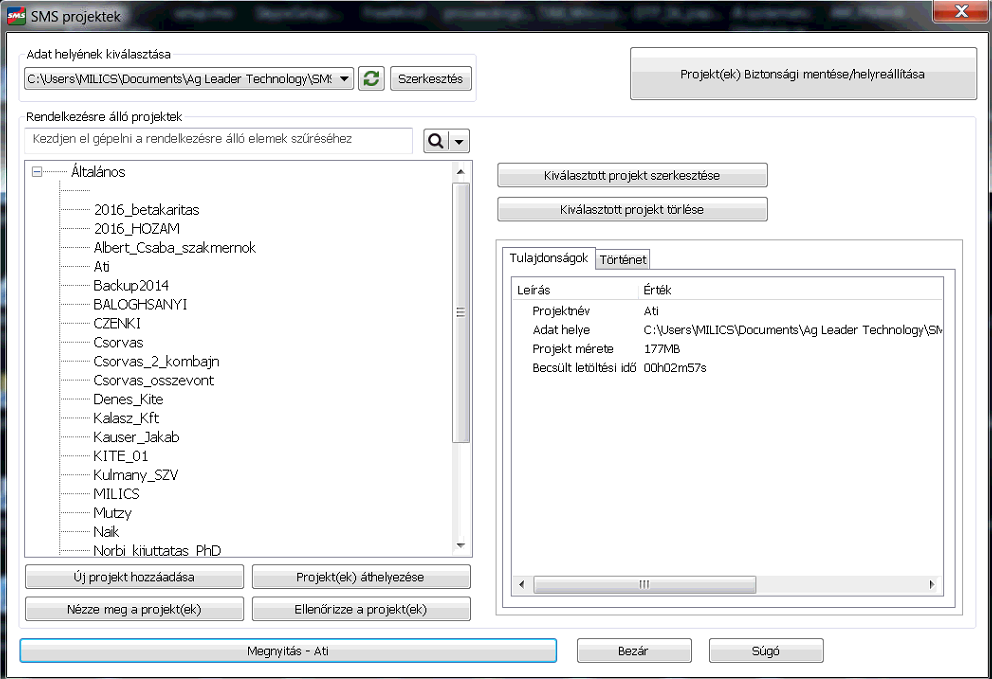 SMS SMS projektek
Adat helyének kiválasztása
C:\Users\MILICS\Documents\Ag Leader Technology\SMS
Szerkesztés
Projekt(ek) Biztonsági mentése/helyreállítása
Rendelkezésre álló projektek
Kezdjen el gépelni a rendelkezésre álló elemek szűréséhez
Általános
2016_betakaritas
2016_HOZAM
Albert_Csaba_szakmernok
Ati
Backup2014
BALOGHSANYI
CZENKI
Csorvas
Csorvas_2_kombajn
Csorvas_osszevont
Denes_Kite
Kalasz_Kft
Kauser_Jakab
KITE_01
Kulmany_SZV
MILICS
Mutzy
Naik
Norbi_kijuttatas_PhD
Új projekt hozzáadása
Projekt(ek) áthelyezése
Nézze meg a projekt(ek)
Ellenőrizze a projekt(ek)
Kiválasztott projekt szerkesztése
Kiválasztott projekt törlése
Tulajdonságok Történet
Leírás Érték
Projektnév Ati
Adat helye C:\Users\MILICS\Documents\Ag Leader Technology\SM
Projekt mérete 177MB
Becsült letöltési idő 00h02m57s
Megnyitás - Ati
Bezár
Súgó